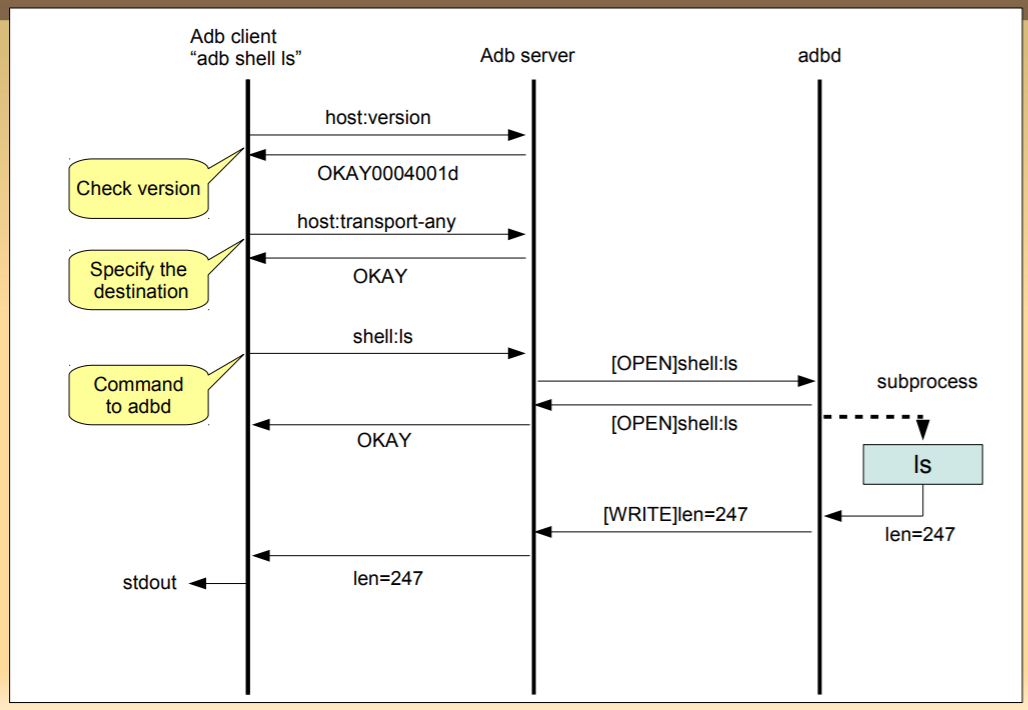 Adb client
“adb shell ls”
Adb server
adbd
host:version
OKAY0004001d
Check version
host:transport-any
OKAY
Specify the
destination
shell:ls
[OPEN]shell:ls
subprocess
Command
to adbd
[OPEN]shell:ls
OKAY
ls
[WRITE]len=247
len=247
len=247
stdout